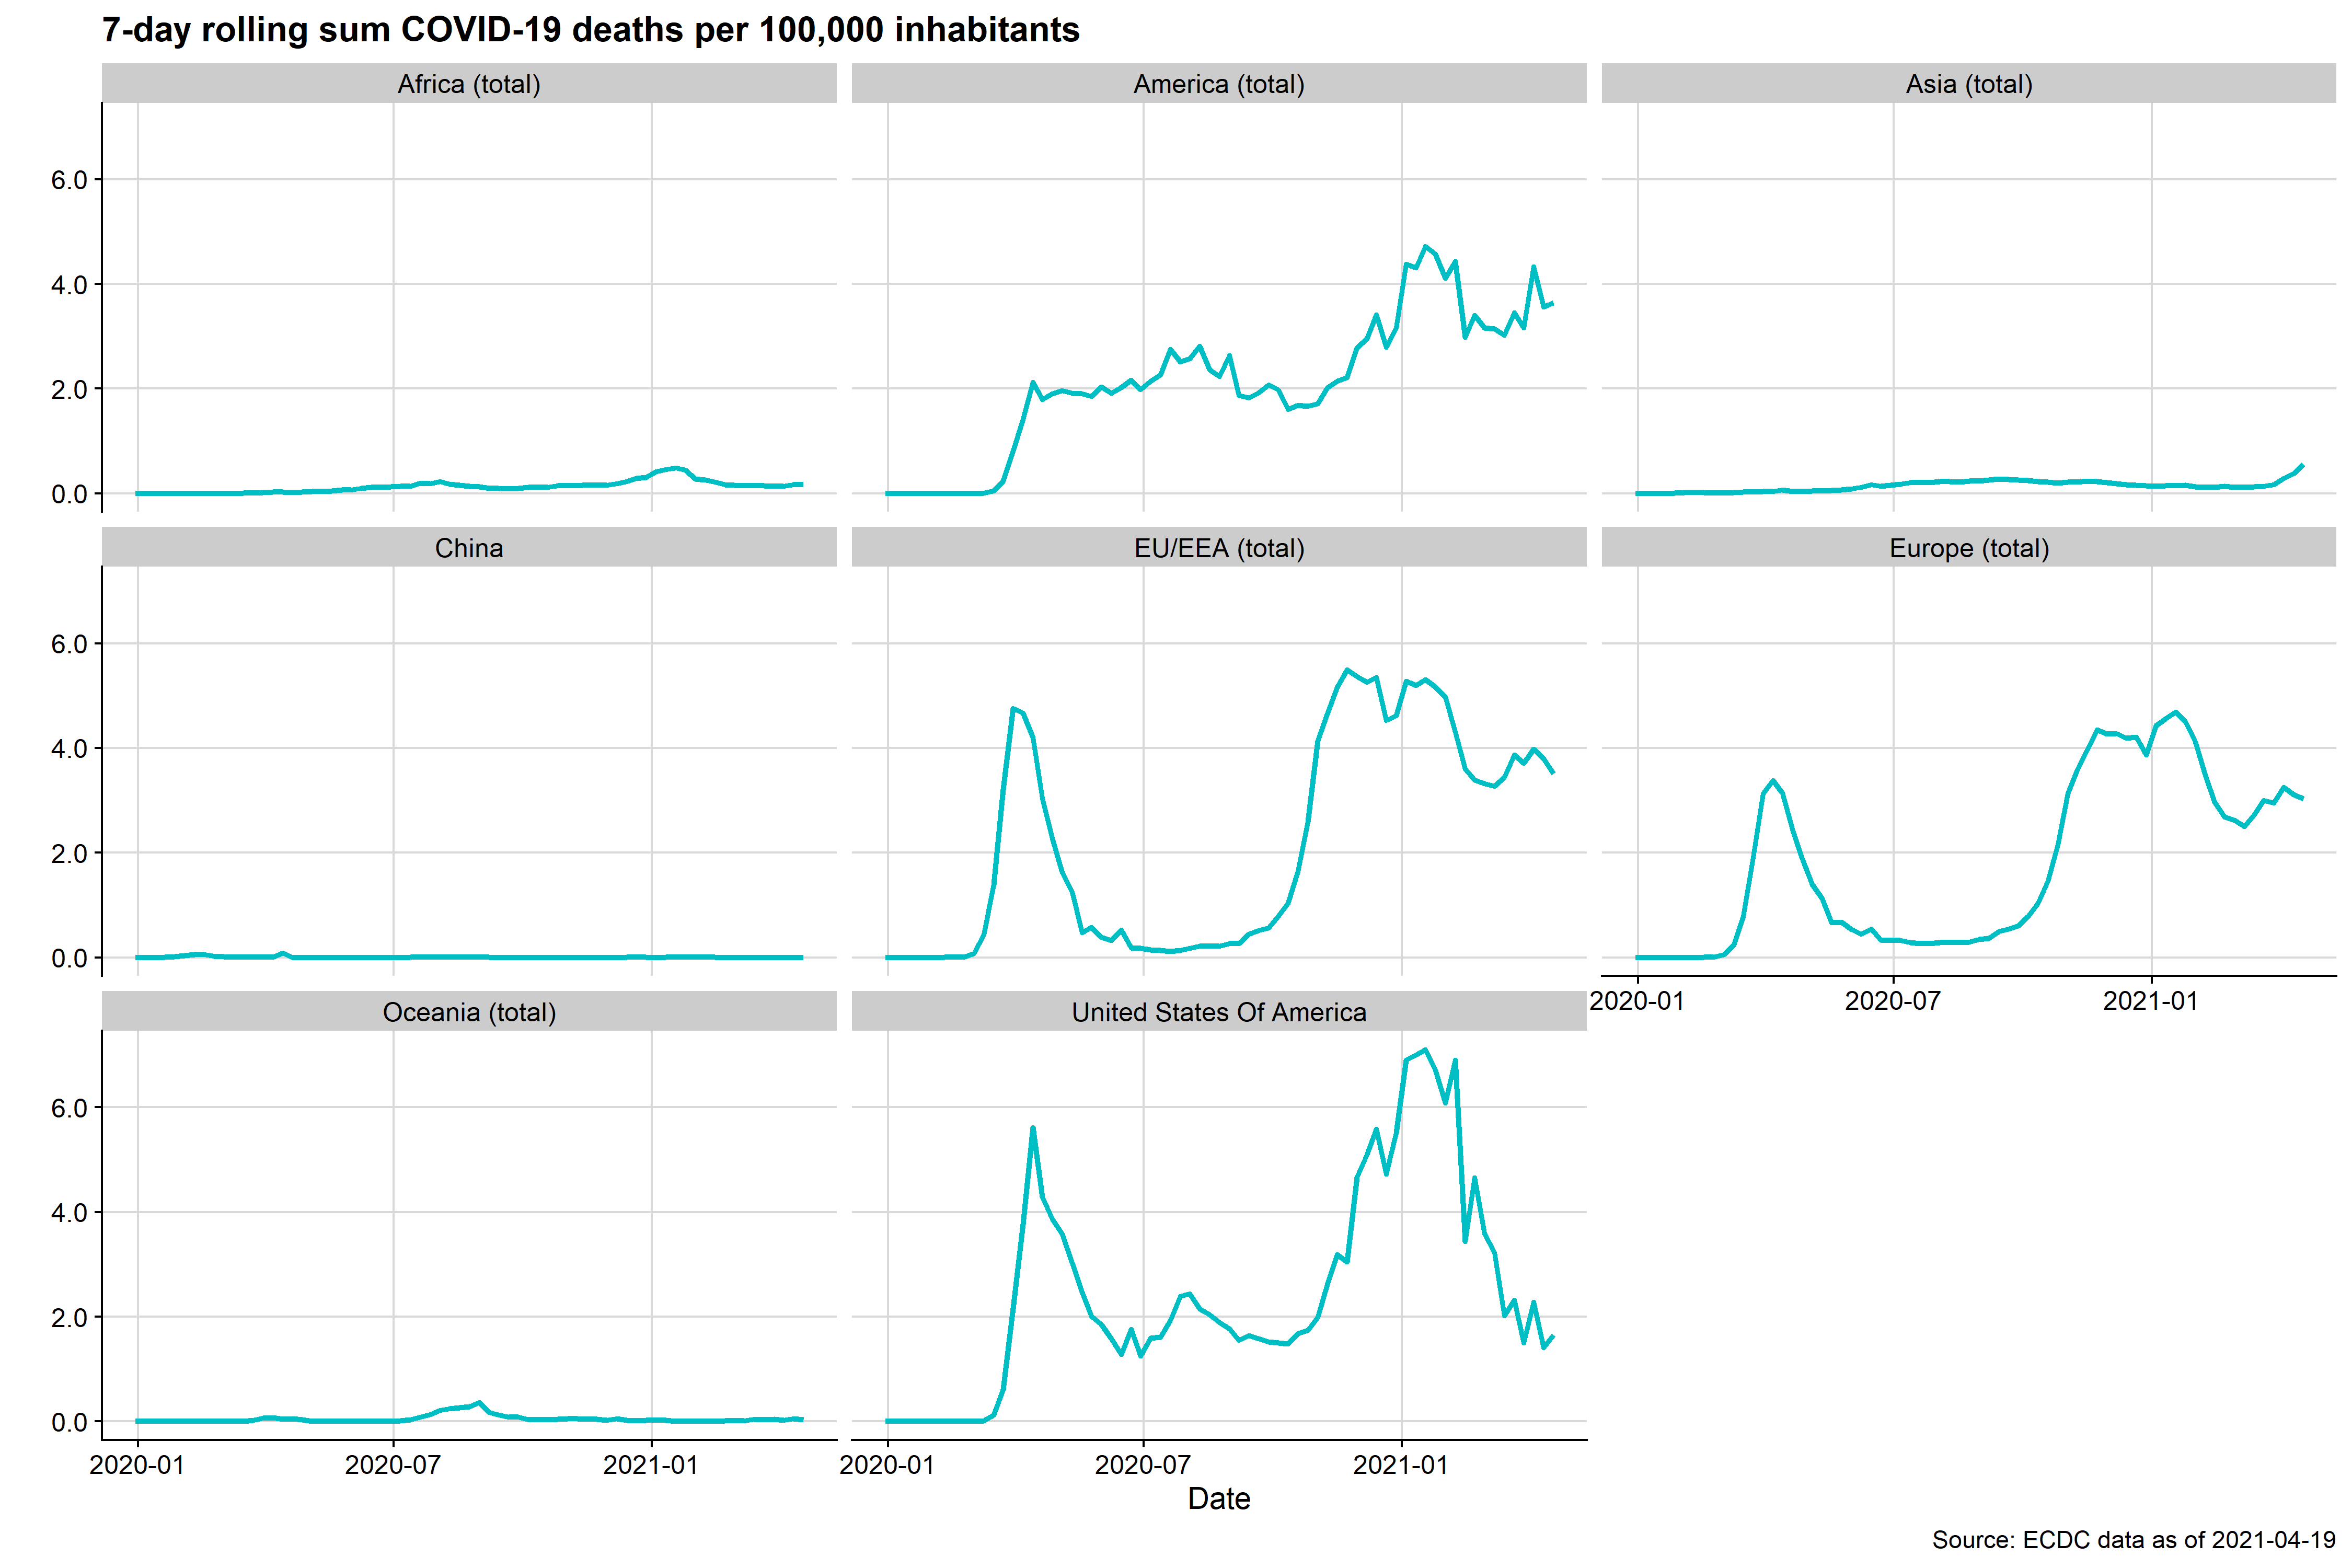 7-day rolling sum COVID-19 deaths per 100,000 inhabitants
Africa (total)
America (total)
Asia (total)
6.0
4.0
2.0
0.0
China
EU/EEA (total)
Europe (total)
6.0
4.0
2.0
0.0
2020-01
2020-07
2021-01
Oceania (total)
United States Of America
6.0
4.0
2.0
0.0
2020-01
2020-07
2021-01
2020-01
2020-07
2021-01
Date
Source: ECDC data as of 2021-04-19